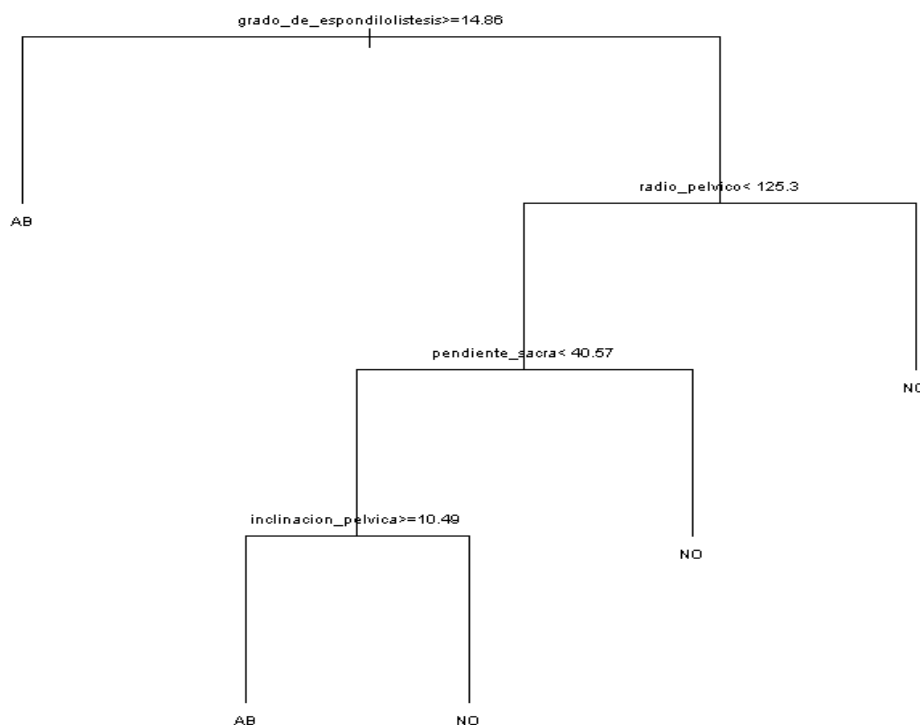 grado_de_espondilolistesis>=14.86
radio_pelvico< 125.3
AB
pendiente_sacra< 40.57
NO
inclinacion_pelvica>=10.49
NO
AB
NO